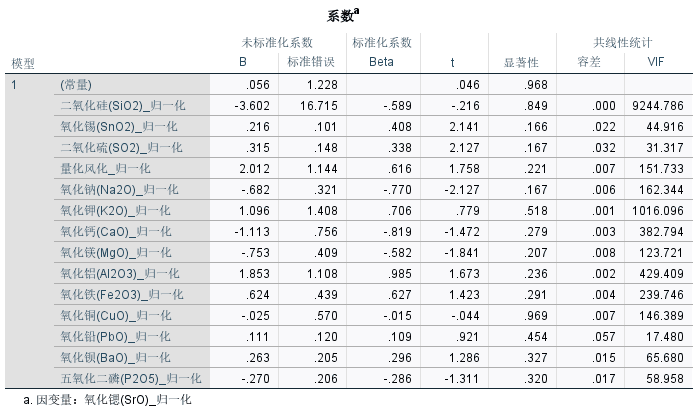 系数a
未标准化系数 标准化系数 共线性统计
模型 B 标准错误 Beta t 显著性 容差 VIF
1 (常量) .056 1.228 .046 .968
二氧化硅(SiO2)_归一化 -3.602 16.715 -.589 -.216 .849 .000 9244.786
氧化锡(SnO2)_归一化 .216 .101 .408 2.141 .166 .022 44.916
二氧化硫(SO2)_归一化 .315 .148 .338 2.127 .167 .032 31.317
量化风化_归一化 2.012 1.144 .616 1.758 .221 .007 151.733
氧化钠(Na2O)_归一化 -.682 .321 -.770 -2.127 .167 .006 162.344
氧化钾(K2O)_归一化 1.096 1.408 .706 .779 .518 .001 1016.096
氧化钙(CaO)_归一化 -1.113 .756 -.819 -1.472 .279 .003 382.794
氧化镁(MgO)_归一化 -.753 .409 -.582 -1.841 .207 .008 123.721
氧化铝(Al2O3)_归一化 1.853 1.108 .985 1.673 .236 .002 429.409
氧化铁(Fe2O3)_归一化 .624 .439 .627 1.423 .291 .004 239.746
氧化铜(CuO)_归一化 -.025 .570 -.015 -.044 .969 .007 146.389
氧化铅(PbO)_归一化 .111 .120 .109 .921 .454 .057 17.480
氧化钡(BaO)_归一化 .263 .205 .296 1.286 .327 .015 65.680
五氧化二磷(P2O5)_归一化 -.270 .206 -.286 -1.311 .320 .017 58.958
a. 因变量：氧化锶(SrO)_归一化